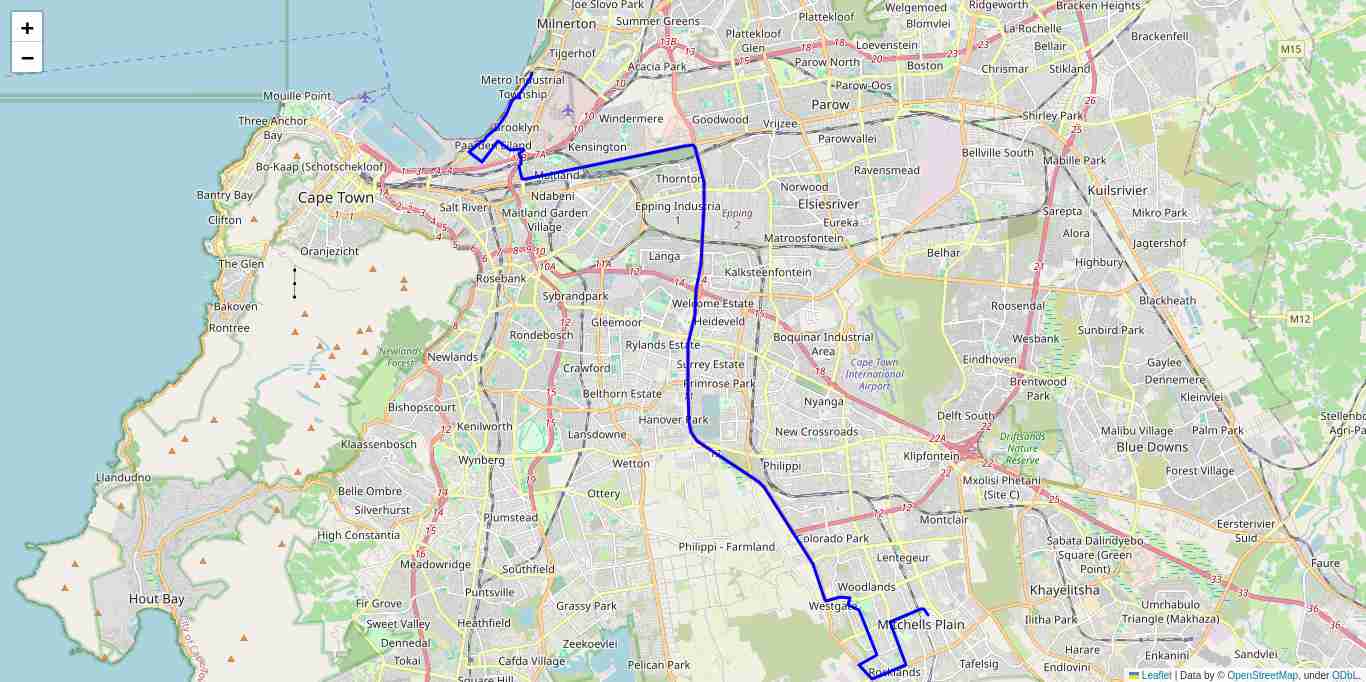 +
−
Joe Slovo Park
Welgemoed
Ridgeworth
Bracken Heights
Milnerton
Summer Greens
Plattekloof
Blomvlei
La Rochelle
Plattekloof
Glen
Brackenfell
Tijgerhof
Loevenstein
Bellair
M15
Acacia Park
Parow North
Boston
Chrismar
Stikland
Metro Industrial
Township
Parow-Oos
Mouille Point
Parow
Three Anchor
Bay
Windermere
Goodwood
Vrijzee
Shirley Park
Brooklyn
Parowvallei
Paarden Eiland
Kensington
Bellville South
Mabille Park
Bo-Kaap (Schotschekloof)
Maitland
Thornton
Ravensmead
Kuilsrivier
Bantry Bay
Cape Town
Ndabeni
Norwood
Salt River
Maitland Garden
Village
Epping Industria
1
Epping
2
Elsiesriver
Sarepta
Mikro Park
Clifton
Eureka
Alora
Oranjezicht
Matroosfontein
Jagtershof
The Glen
Langa
Belhar
Highbury
Rosebank
Kalksteenfontein
Sybrandpark
Welcome Estate
Roosendal
Blackheath
Bakoven
Gleemoor
Heideveld
M12
Rontree
Rondebosch
Boquinar Industrial
Area
Wesbank
Sunbird Park
Newlands
Forest
Newlands
Rylands Estate
Cape Town
International
Airport
Eindhoven
Gaylee
Crawford
Surrey Estate
Brentwood
Park
Dennemere
Belthorn Estate
Primrose Park
Kleinvlei
Bishopscourt
Nyanga
Kenilworth
Hanover Park
Delft South
Stellenbo
Agri-Pa
Klaassenbosch
Lansdowne
New Crossroads
Driftsands
Nature
Reserve
Malibu Village
Palm Park
Blue Downs
Wynberg
Wetton
Philippi
Klipfontein
Forest Village
Llandudno
Mxolisi Phetani
(Site C)
Belle Ombre
Ottery
Silverhurst
Plumstead
Montclair
Eersterivier
Suid
High Constantia
Philippi - Farmland
Colorado Park
Sabata Dalindyebo
Square (Green
Point)
Meadowridge
Southfield
Lentegeur
Faure
Hout Bay
Puntsville
Woodlands
Khayelitsha
Fir Grove
Grassy Park
Westgate
Umrhabulo
Triangle (Makhaza)
Sweet Valley
Heathfield
Mitchells Plain
Ilitha Park
Dennedal
Zeekoevlei
Harare
Tokai
Cafda Village
Pelican Park
Tafelsig
Enkanini
Sandvlei
Square Hill
Rocklands
Endlovini
Leaflet | Data by © OpenStreetMap, under ODbL.